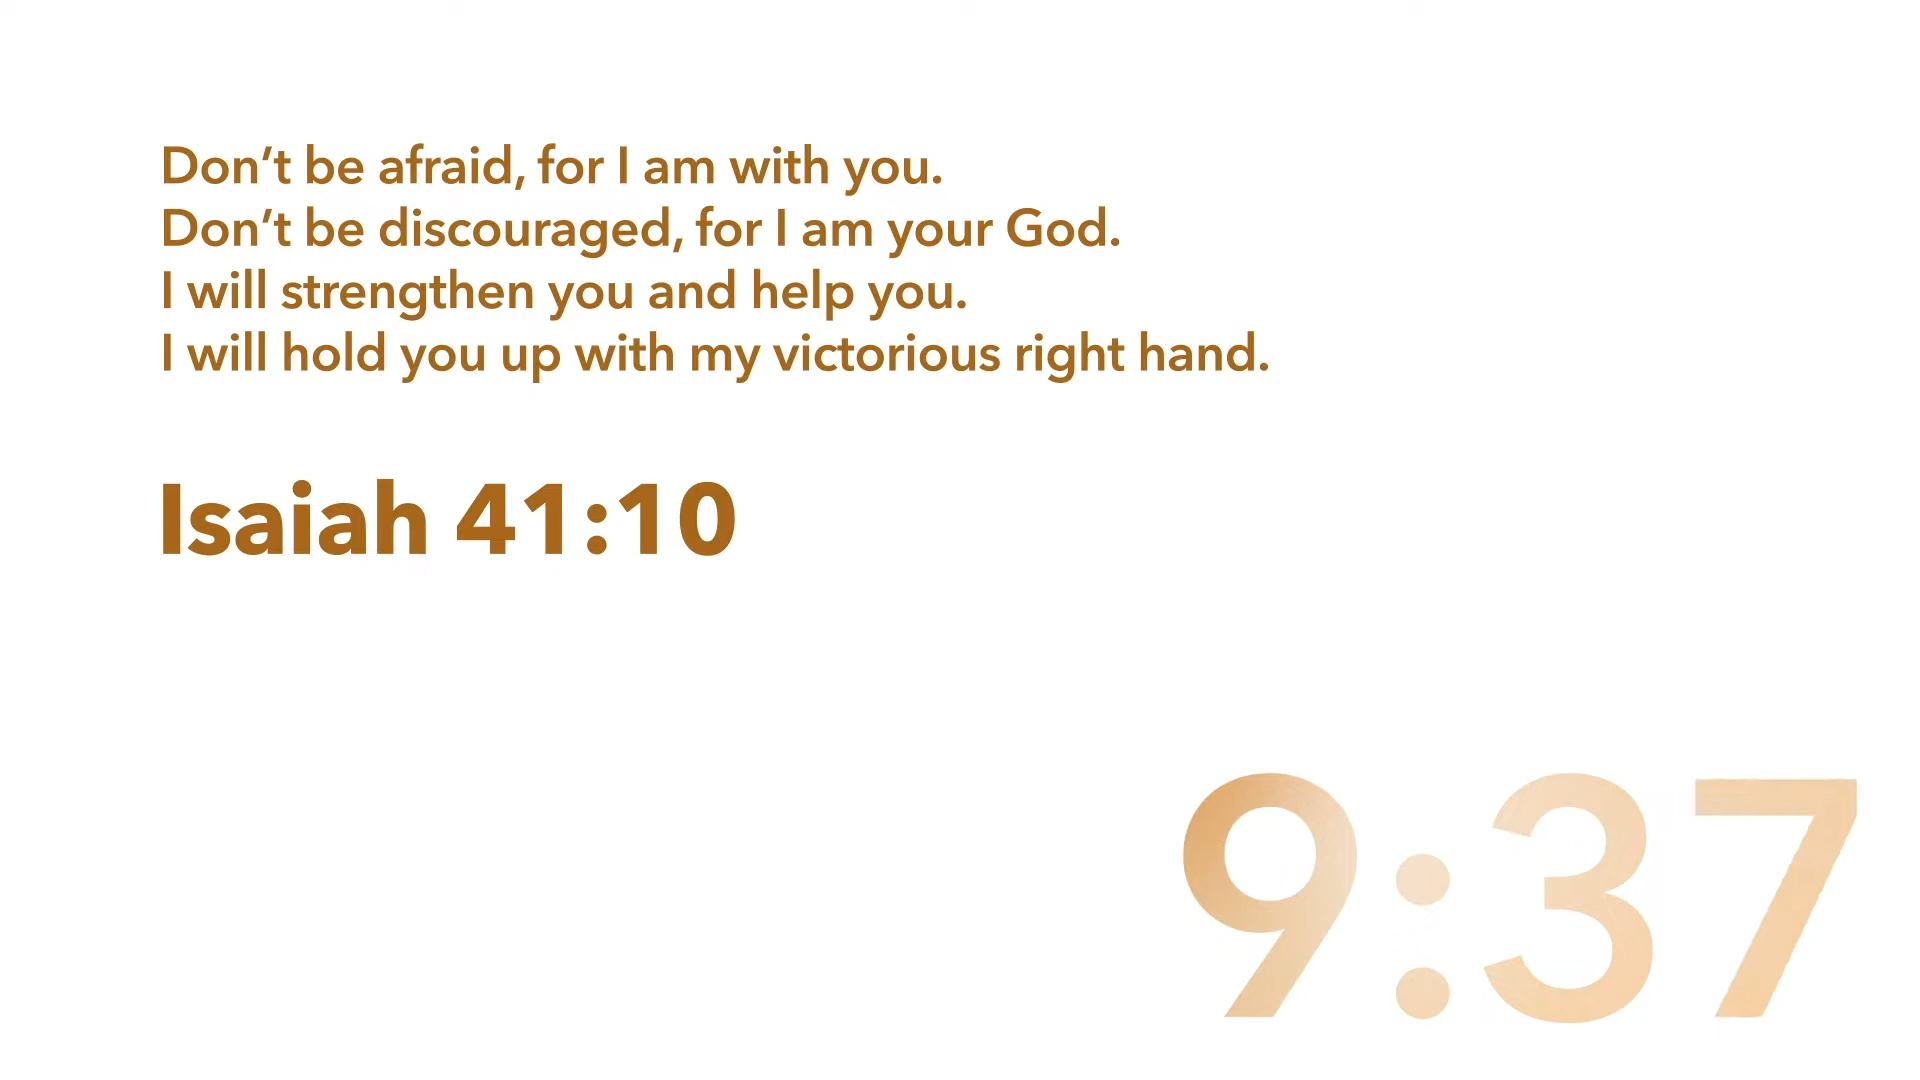 Don’t be afraid, for I am with you.
Don’t be discouraged, for I am your God.
I will strengthen you and help you.
I will hold you up with my victorious right hand.
Isaiah 41:10
9:37